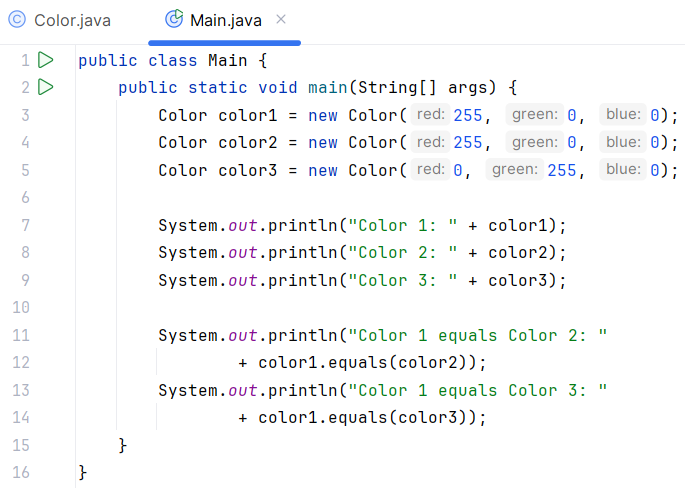 Color.java Main.java
1 public class Main {
2     public static void main(String[] args) {
3         Color color1 = new Color( red: 255, green: 0, blue: 0);
4         Color color2 = new Color( red: 255, green: 0, blue: 0);
5         Color color3 = new Color( red: 0, green: 255, blue: 0);
6
7         System.out.println("Color 1: " + color1);
8         System.out.println("Color 2: " + color2);
9         System.out.println("Color 3: " + color3);
10
11         System.out.println("Color 1 equals Color 2: "
12                 + color1.equals(color2));
13         System.out.println("Color 1 equals Color 3: "
14                 + color1.equals(color3));
15     }
16 }